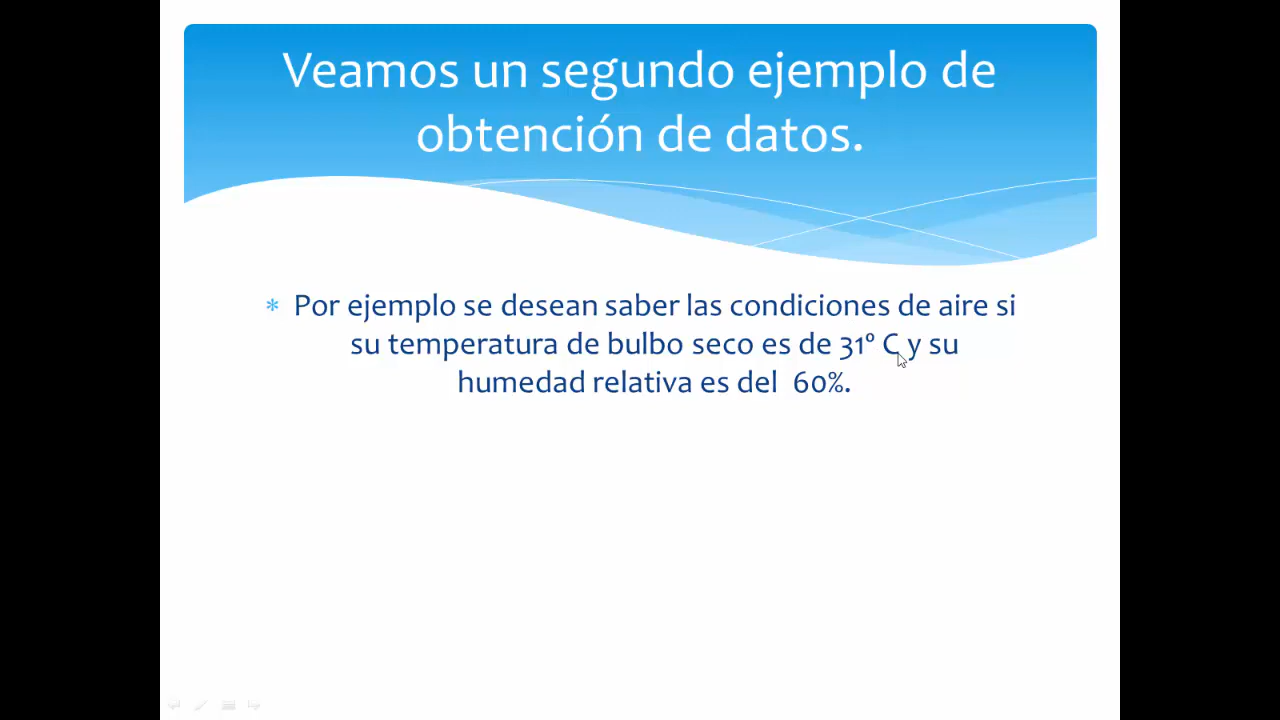 Veamos un segundo ejemplo de
obtención de datos.
* Por ejemplo se desean saber las condiciones de aire si
su temperatura de bulbo seco es de 31º C y su
humedad relativa es del  60%.